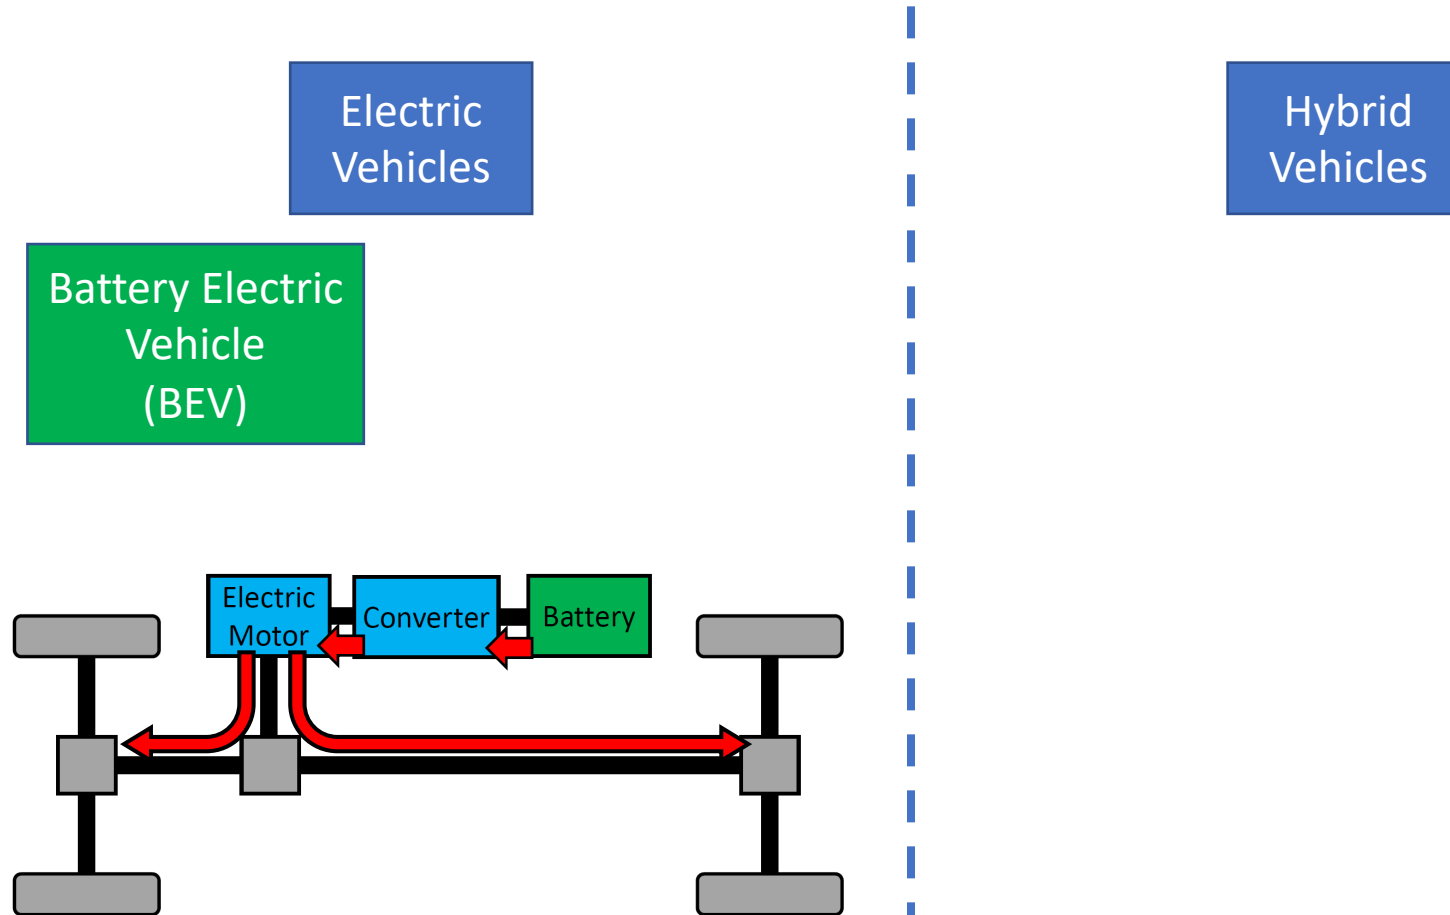 Electric
Vehicles
Hybrid
Vehicles
Battery Electric
Vehicle
(BEV)
Electric
Motor
Converter
Battery